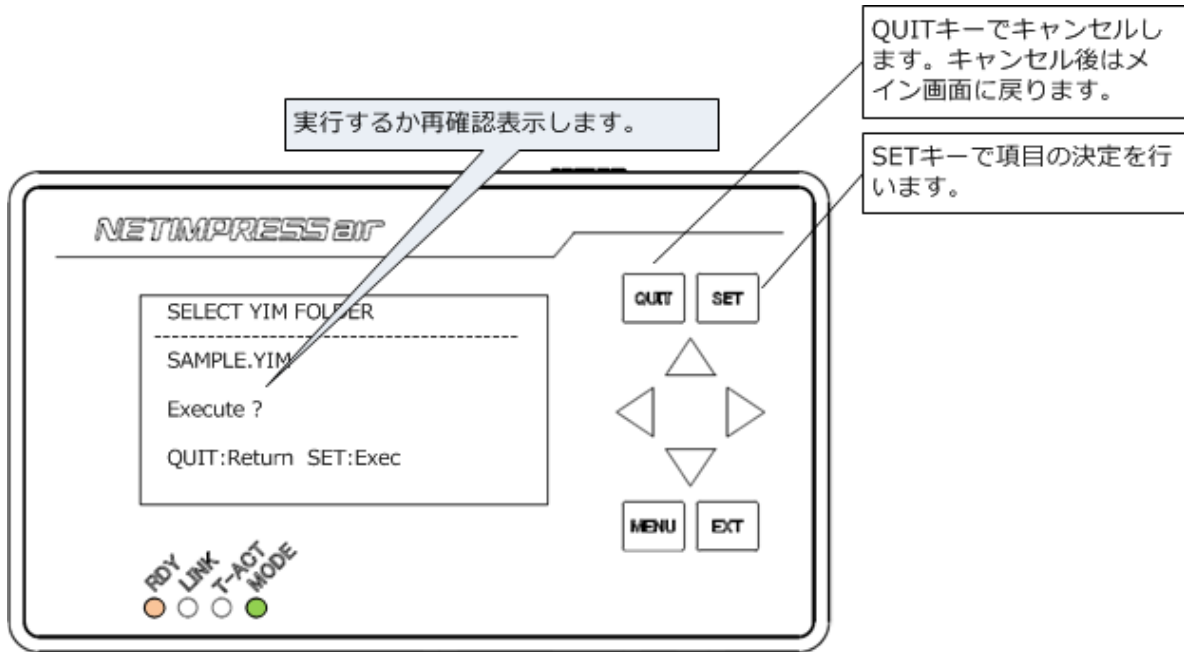 QUITキーでキャンセルし
ます。キャンセル後はメ
イン画面に戻ります。
実行するか再確認表示します。
SETキーで項目の決定を行
います。
NETIMPRESS air
QUIT SET
SELECT YIM FOLDER
SAMPLE.YIM
Execute ?
QUIT:Return SET:Exec
MENU EXT
RDY LINK T-ACT MODE